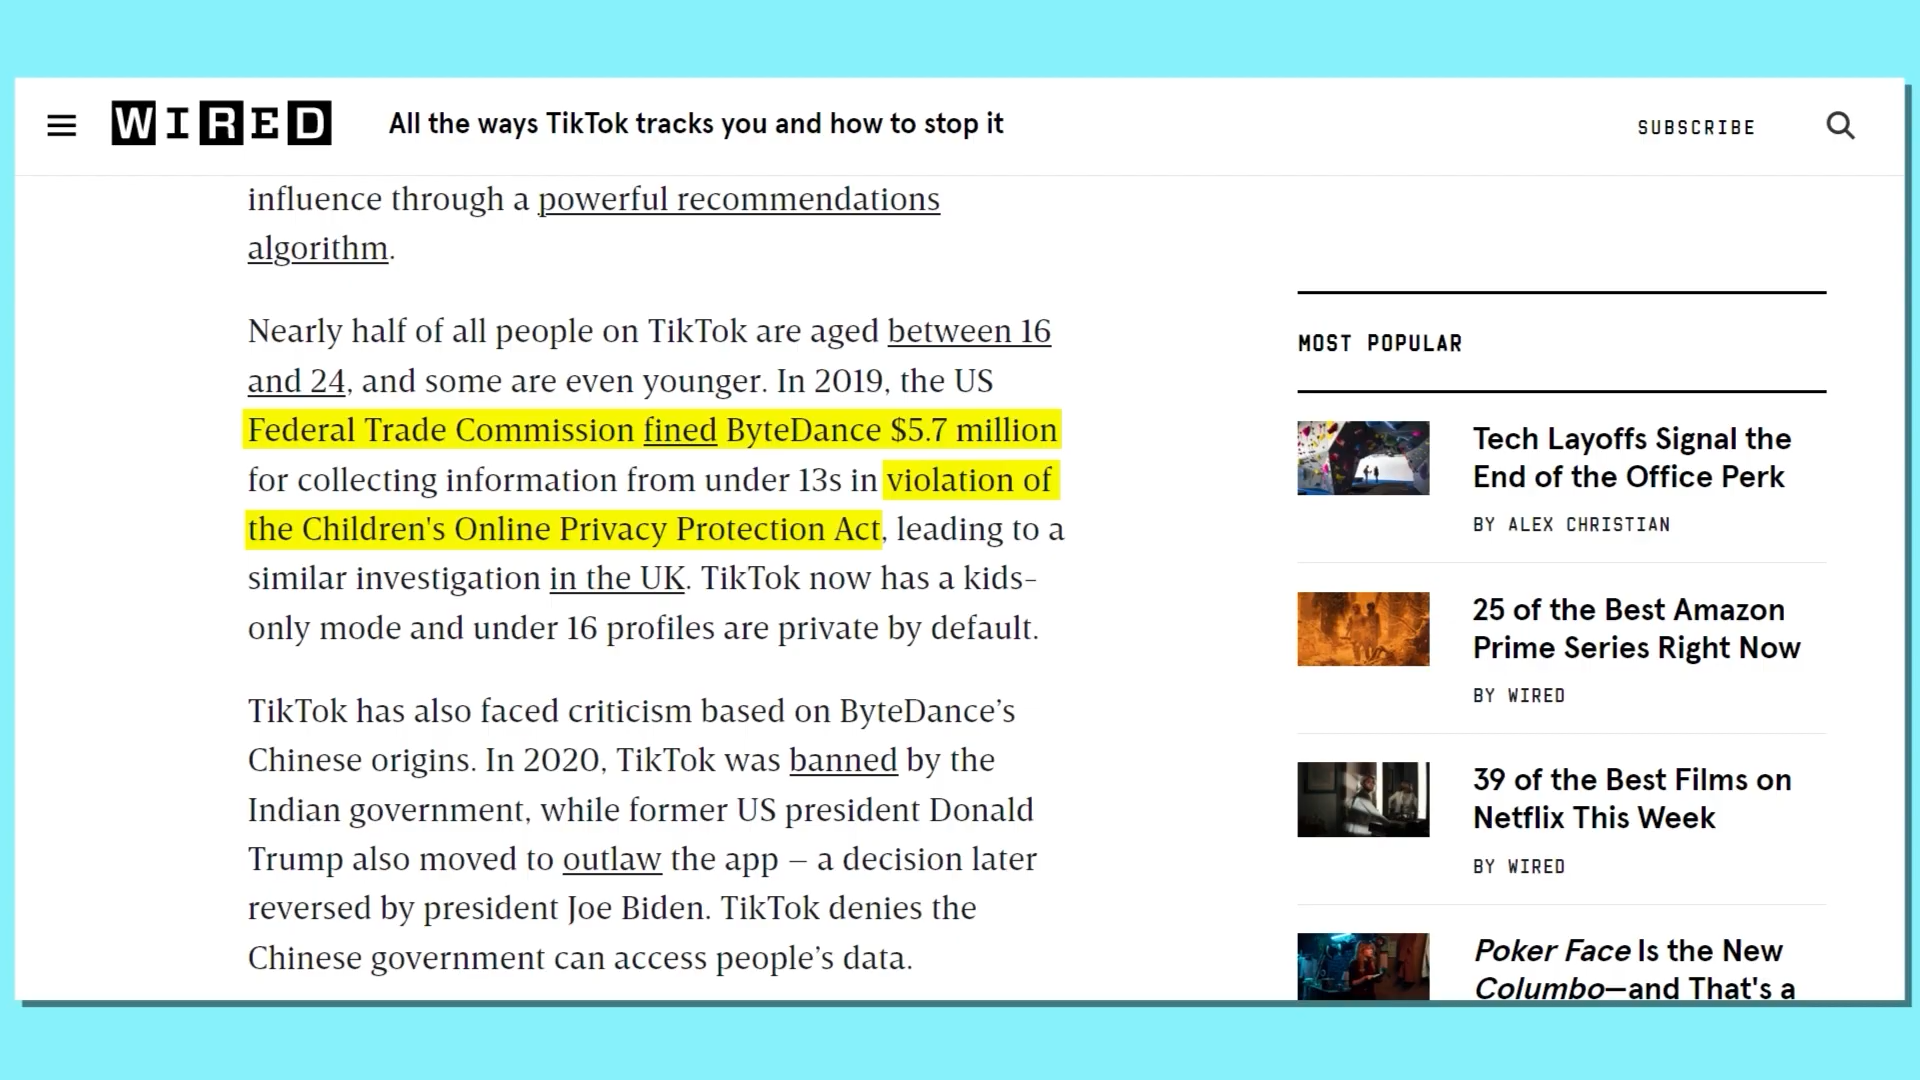 WIRED
All the ways TikTok tracks you and how to stop it
SUBSCRIBE
influence through a powerful recommendations
algorithm.
Nearly half of all people on TikTok are aged between 16
and 24, and some are even younger. In 2019, the US
Federal Trade Commission fined ByteDance $5.7 million
for collecting information from under 13s in violation of
the Children's Online Privacy Protection Act, leading to a
similar investigation in the UK. TikTok now has a kids-
only mode and under 16 profiles are private by default.
TikTok has also faced criticism based on ByteDance’s
Chinese origins. In 2020, TikTok was banned by the
Indian government, while former US president Donald
Trump also moved to outlaw the app – a decision later
reversed by president Joe Biden. TikTok denies the
Chinese government can access people’s data.
MOST POPULAR
Tech Layoffs Signal the
End of the Office Perk
BY ALEX CHRISTIAN
25 of the Best Amazon
Prime Series Right Now
BY WIRED
39 of the Best Films on
Netflix This Week
BY WIRED
Poker Face Is the New
Columbo—and That's a